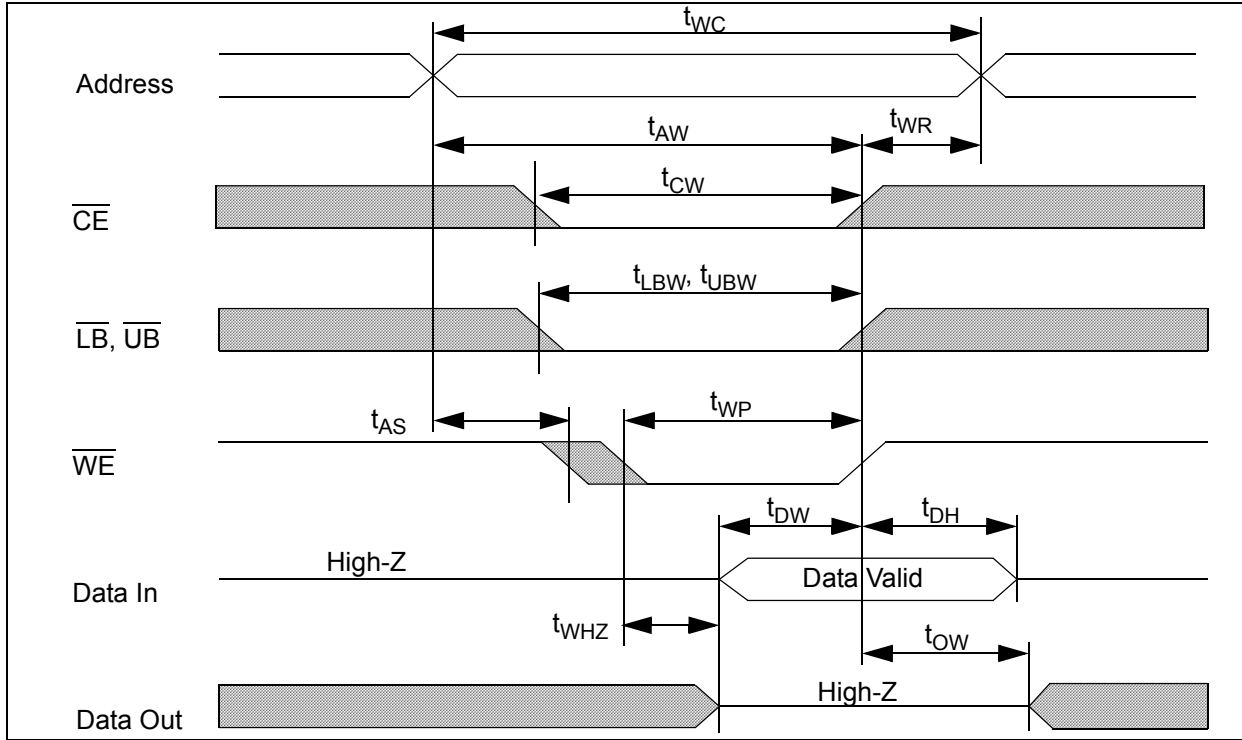 tWC
Address
tAW
tWR
CE
tCW
LB, UB
tLBW, tUBW
WE
tAS
tWP
tDW
tDH
Data In
High-Z
Data Valid
tWHZ
tOW
Data Out
High-Z